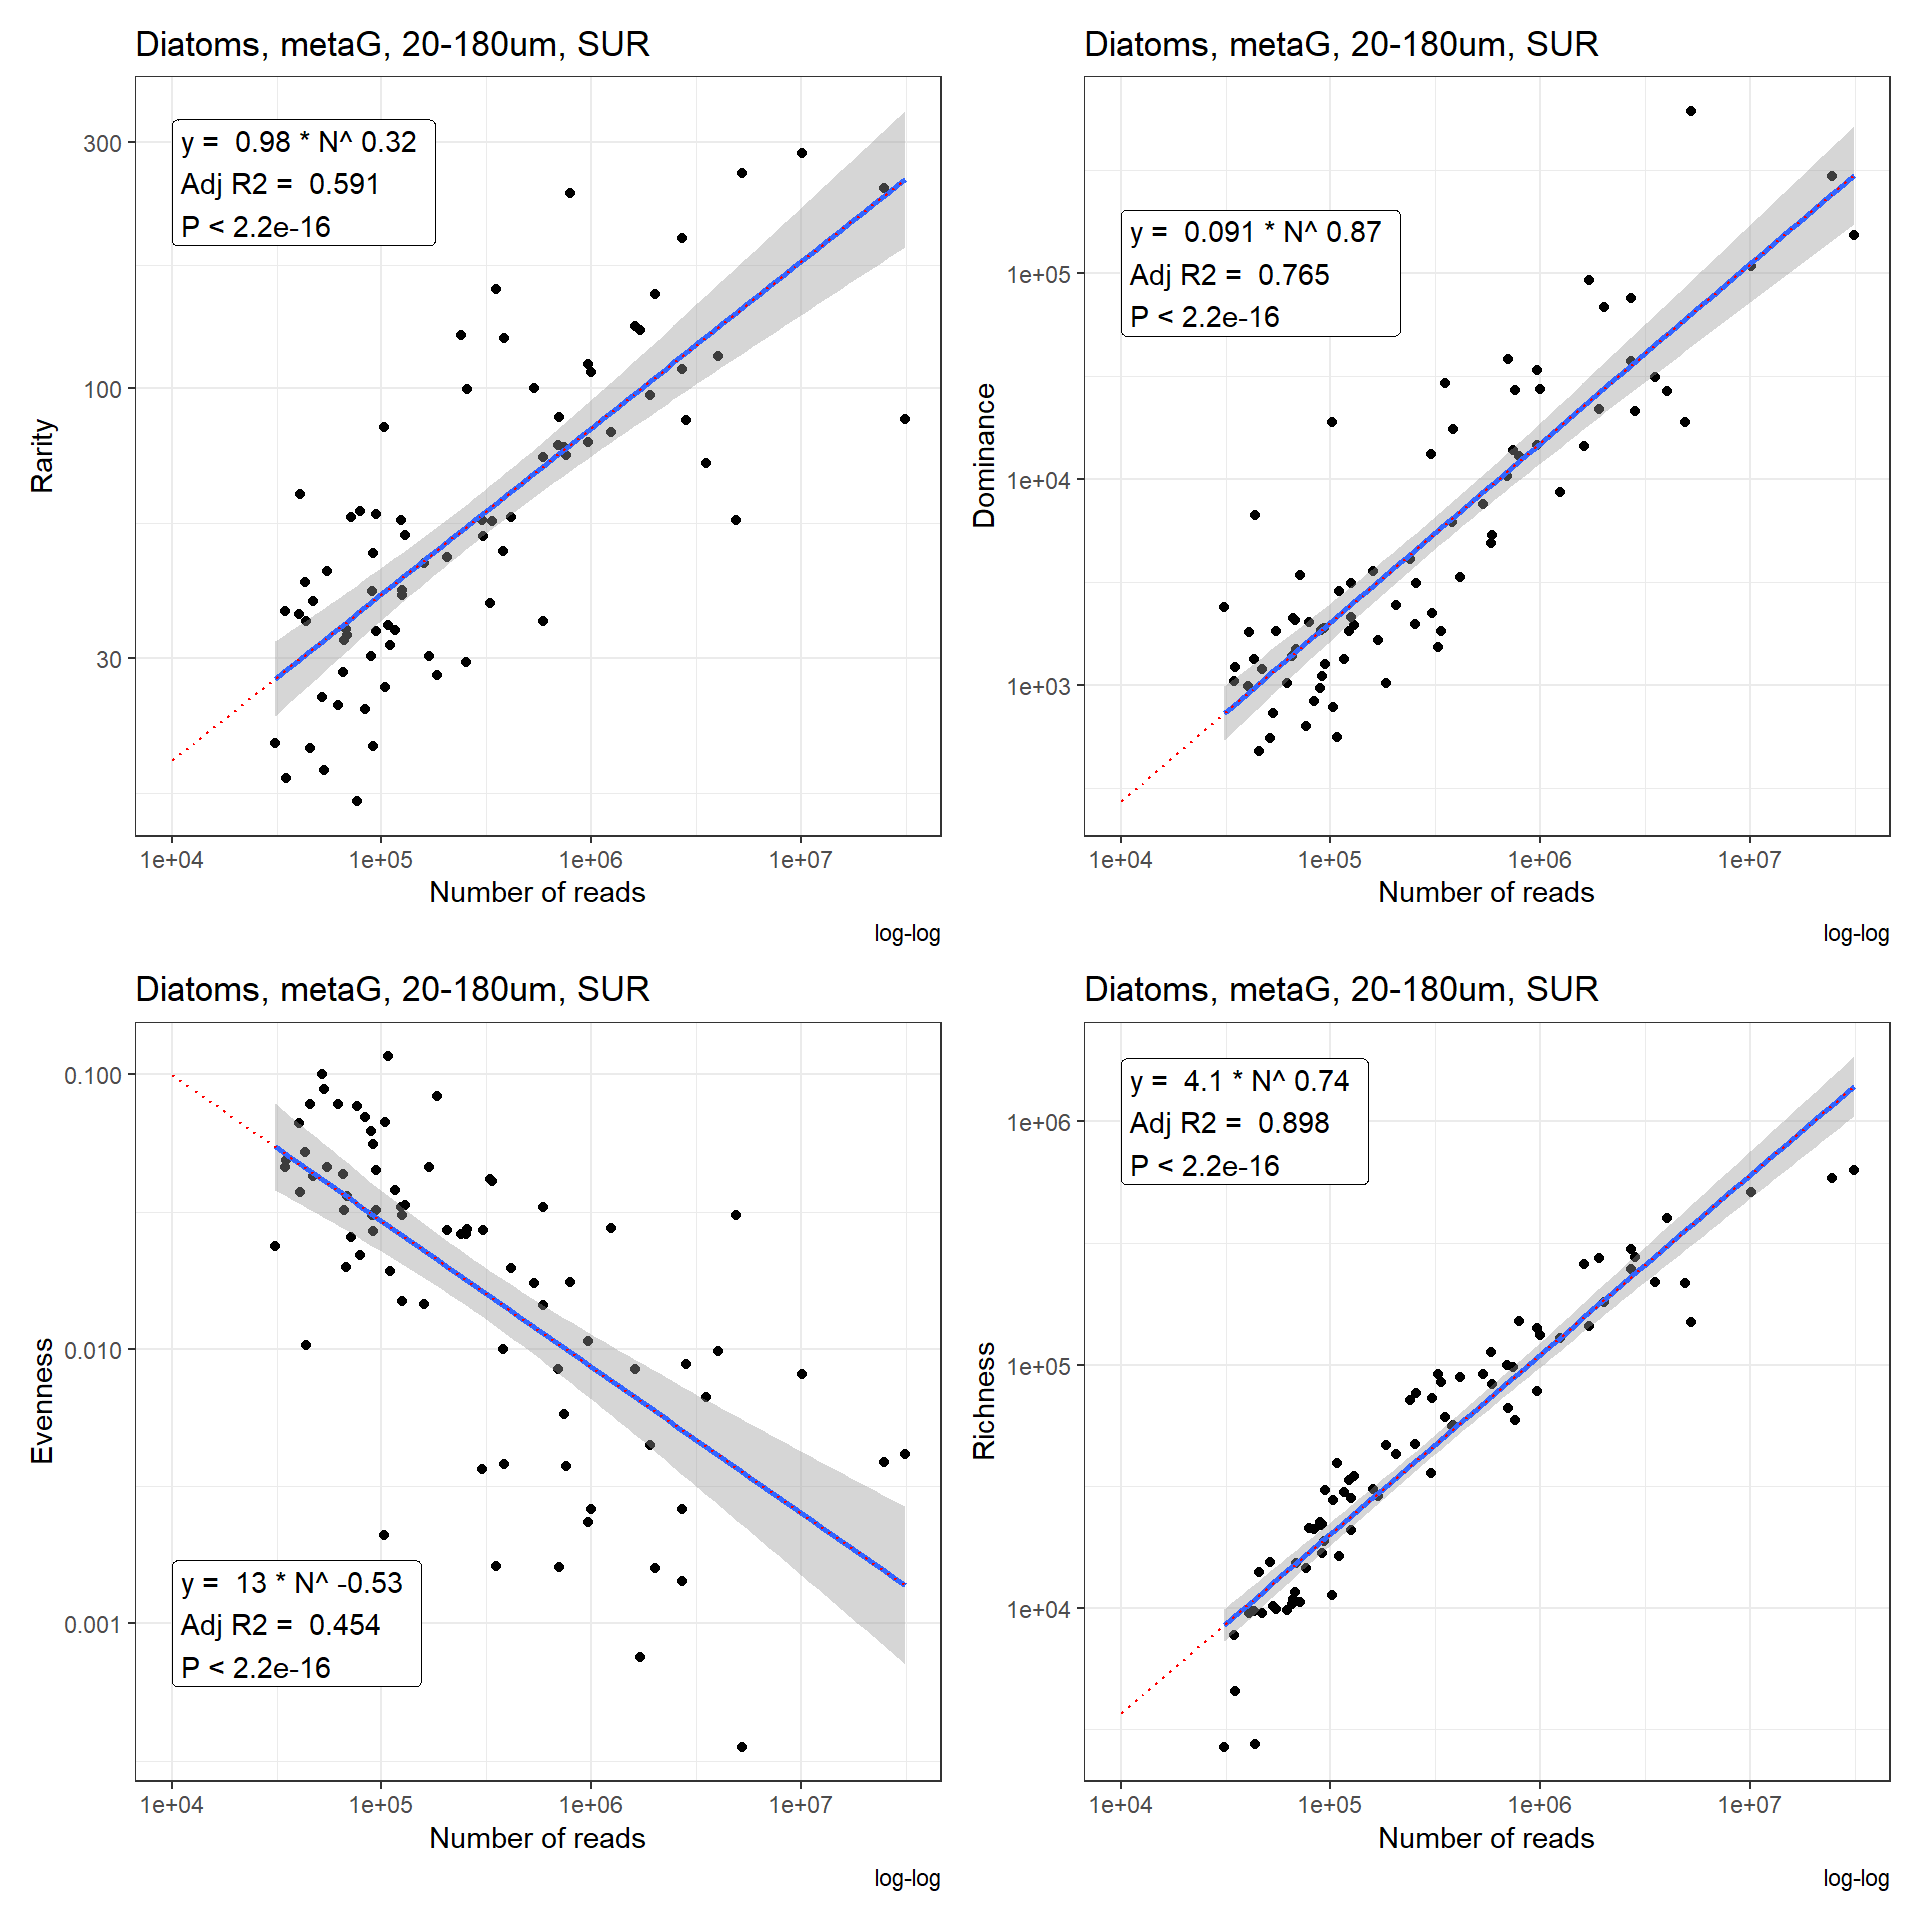 Diatoms, metaG, 20-180um, SUR
y =  0.98 * N^ 0.32
Adj R2 =  0.591
P < 2.2e-16
300
100
30
Rarity
1e+04 1e+05 1e+06 1e+07
Number of reads
log-log
Diatoms, metaG, 20-180um, SUR
y =  0.091 * N^ 0.87
Adj R2 =  0.765
P < 2.2e-16
1e+05
1e+04
1e+03
Dominance
1e+04 1e+05 1e+06 1e+07
Number of reads
log-log
Diatoms, metaG, 20-180um, SUR
0.100
0.010
0.001
Evenness
y =  13 * N^ -0.53
Adj R2 =  0.454
P < 2.2e-16
1e+04 1e+05 1e+06 1e+07
Number of reads
log-log
Diatoms, metaG, 20-180um, SUR
y =  4.1 * N^ 0.74
Adj R2 =  0.898
P < 2.2e-16
1e+06
1e+05
1e+04
Richness
1e+04 1e+05 1e+06 1e+07
Number of reads
log-log